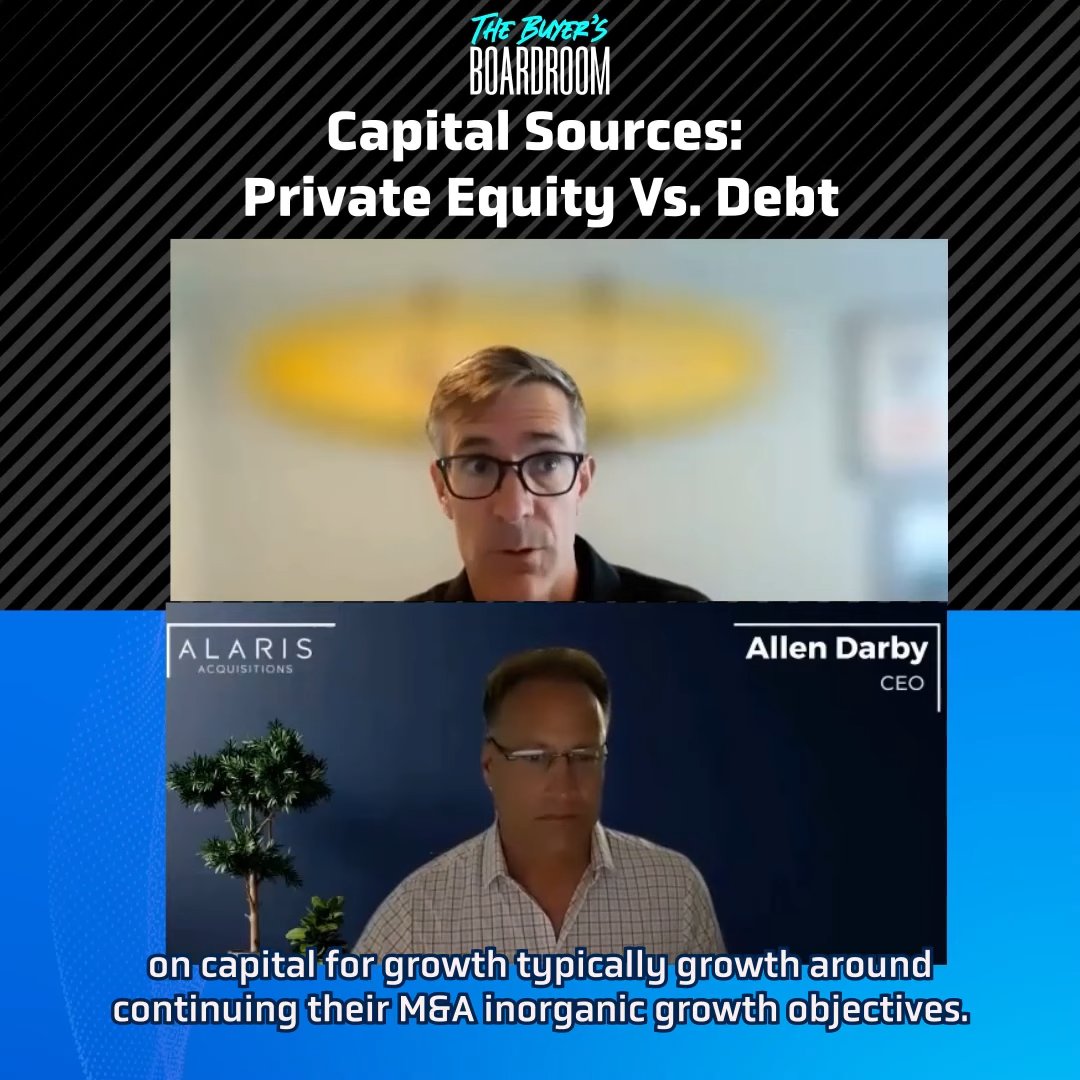 THE BUYER'S
BOARDROOM
Capital Sources:
Private Equity Vs. Debt
ALARIS
ACQUISITIONS
Allen Darby
CEO
on capital for growth typically growth around
continuing their M&A inorganic growth objectives.